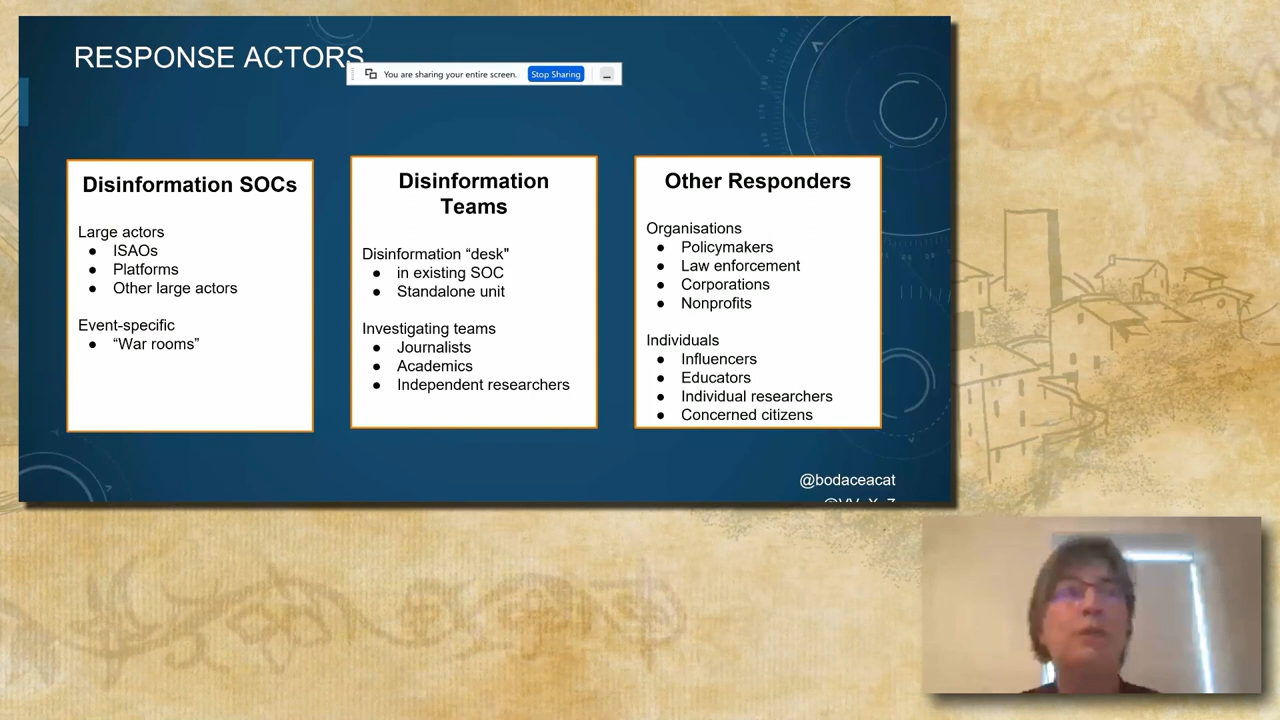 RESPONSE ACTORS
You are sharing your entire screen.
Stop Sharing
Disinformation SOCs
Large actors
● ISAOs
● Platforms
● Other large actors
Event-specific
● “War rooms”
Disinformation
Teams
Disinformation “desk"
● in existing SOC
● Standalone unit
Investigating teams
● Journalists
● Academics
● Independent researchers
Other Responders
Organisations
● Policymakers
● Law enforcement
● Corporations
● Nonprofits
Individuals
● Influencers
● Educators
● Individual researchers
● Concerned citizens
@bodaceacat